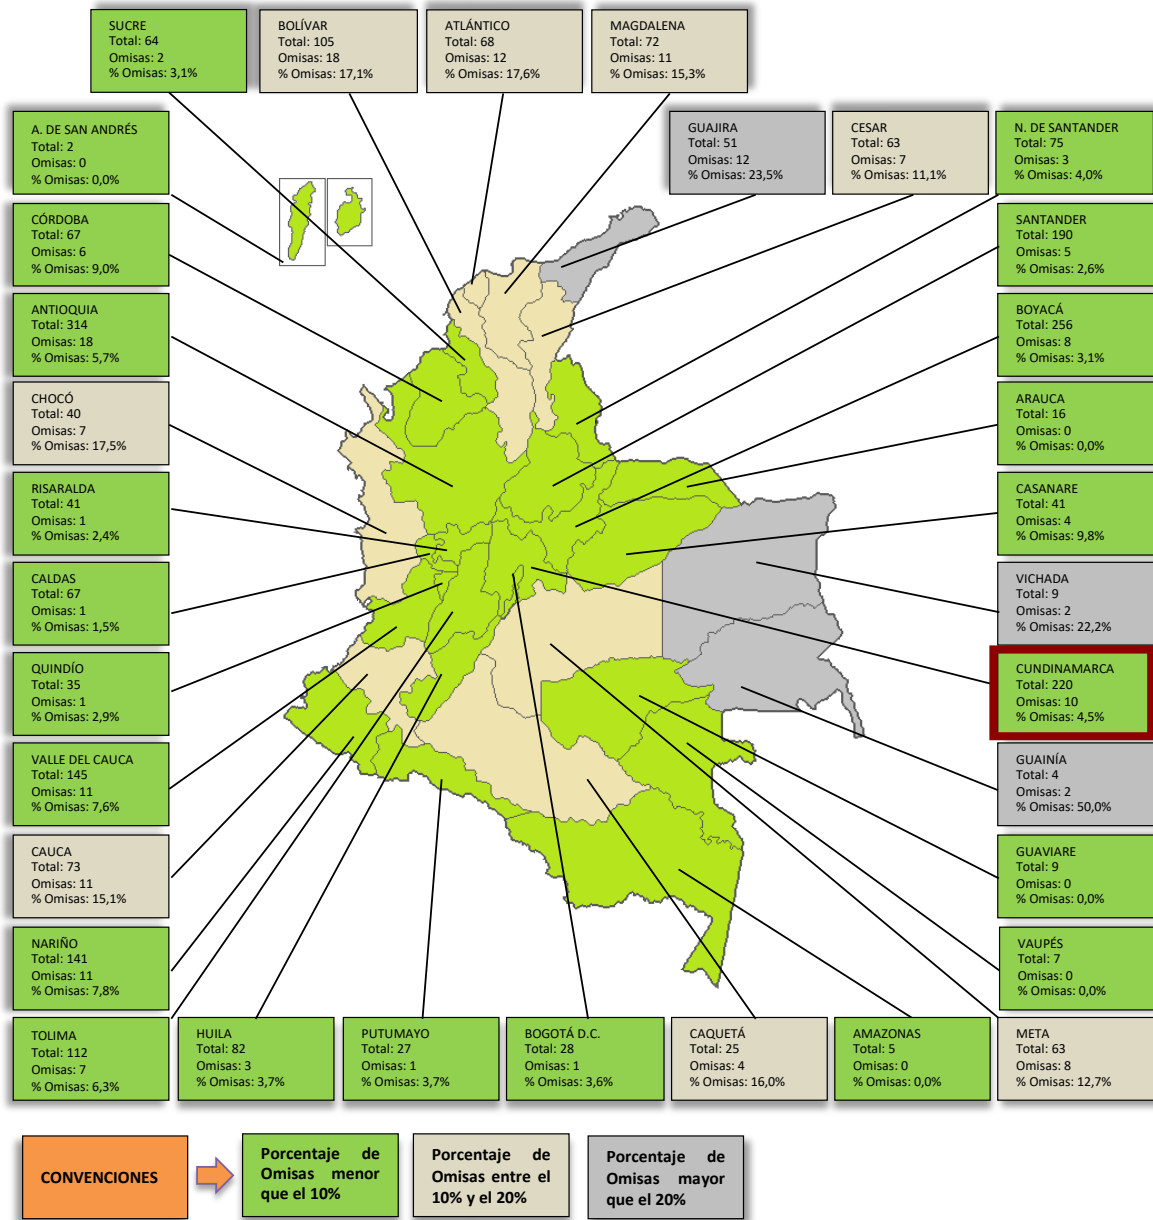 SUCRE
Total: 64
Omisas: 2
% Omisas: 3,1%
BOLÍVAR
Total: 105
Omisas: 18
% Omisas: 17,1%
ATLÁNTICO
Total: 68
Omisas: 12
% Omisas: 17,6%
MAGDALENA
Total: 72
Omisas: 11
% Omisas: 15,3%
A. DE SAN ANDRÉS
Total: 2
Omisas: 0
% Omisas: 0,0%
GUAJIRA
Total: 51
Omisas: 12
% Omisas: 23,5%
CESAR
Total: 63
Omisas: 7
% Omisas: 11,1%
N. DE SANTANDER
Total: 75
Omisas: 3
% Omisas: 4,0%
CÓRDOBA
Total: 67
Omisas: 6
% Omisas: 9,0%
SANTANDER
Total: 190
Omisas: 5
% Omisas: 2,6%
ANTIOQUIA
Total: 314
Omisas: 18
% Omisas: 5,7%
BOYACÁ
Total: 256
Omisas: 8
% Omisas: 3,1%
CHOCÓ
Total: 40
Omisas: 7
% Omisas: 17,5%
ARAUCA
Total: 16
Omisas: 0
% Omisas: 0,0%
RISARALDA
Total: 41
Omisas: 1
% Omisas: 2,4%
CASANARE
Total: 41
Omisas: 4
% Omisas: 9,8%
CALDAS
Total: 67
Omisas: 1
% Omisas: 1,5%
VICHADA
Total: 9
Omisas: 2
% Omisas: 22,2%
QUINDÍO
Total: 35
Omisas: 1
% Omisas: 2,9%
CUNDINAMARCA
Total: 220
Omisas: 10
% Omisas: 4,5%
VALLE DEL CAUCA
Total: 145
Omisas: 11
% Omisas: 7,6%
GUAINÍA
Total: 4
Omisas: 2
% Omisas: 50,0%
CAUCA
Total: 73
Omisas: 11
% Omisas: 15,1%
GUAVIARE
Total: 9
Omisas: 0
% Omisas: 0,0%
NARIÑO
Total: 141
Omisas: 11
% Omisas: 7,8%
VAUPÉS
Total: 7
Omisas: 0
% Omisas: 0,0%
TOLIMA
Total: 112
Omisas: 7
% Omisas: 6,3%
HUILA
Total: 82
Omisas: 3
% Omisas: 3,7%
PUTUMAYO
Total: 27
Omisas: 1
% Omisas: 3,7%
BOGOTÁ D.C.
Total: 28
Omisas: 1
% Omisas: 3,6%
CAQUETÁ
Total: 25
Omisas: 4
% Omisas: 16,0%
AMAZONAS
Total: 5
Omisas: 0
% Omisas: 0,0%
META
Total: 63
Omisas: 8
% Omisas: 12,7%
CONVENCIONES
Porcentaje de
Omisas menor
que el 10%
Porcentaje de
Omisas entre el
10% y el 20%
Porcentaje de
Omisas mayor
que el 20%